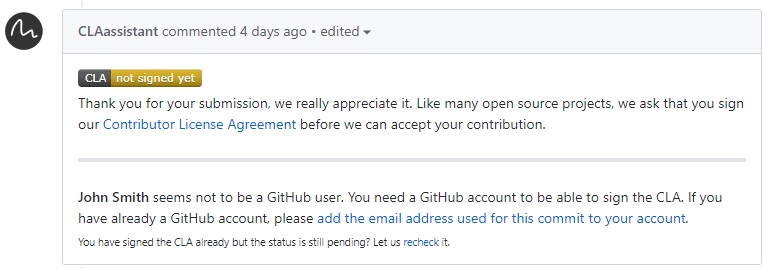 CLAassistant commented 4 days ago • edited
CLA not signed yet
Thank you for your submission, we really appreciate it. Like many open source projects, we ask that you sign
our Contributor License Agreement before we can accept your contribution.
John Smith seems not to be a GitHub user. You need a GitHub account to be able to sign the CLA. If you
have already a GitHub account, please add the email address used for this commit to your account.
You have signed the CLA already but the status is still pending? Let us recheck it.